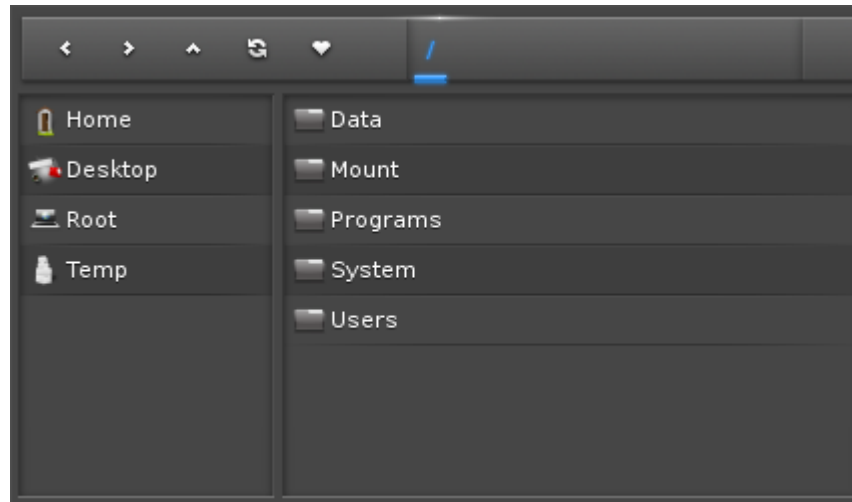 /
Home
Desktop
Root
Temp
Data
Mount
Programs
System
Users